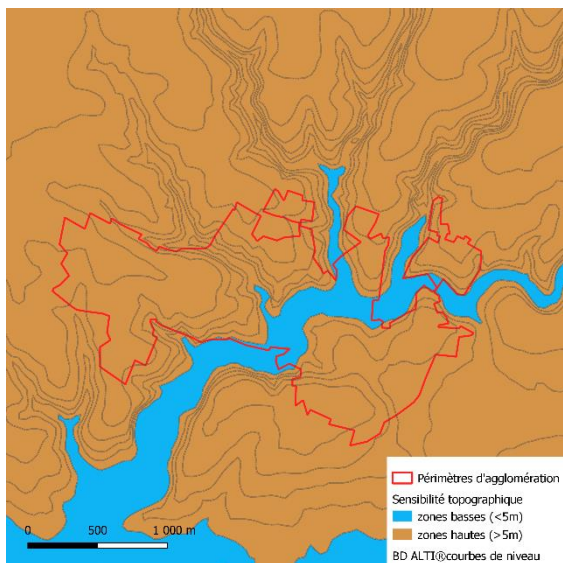 Périmètres d'agglomération
Sensibilité topographique
zones basses (<5m)
zones hautes (>5m)
BD ALTI®courbes de niveau
0 500 1 000 m